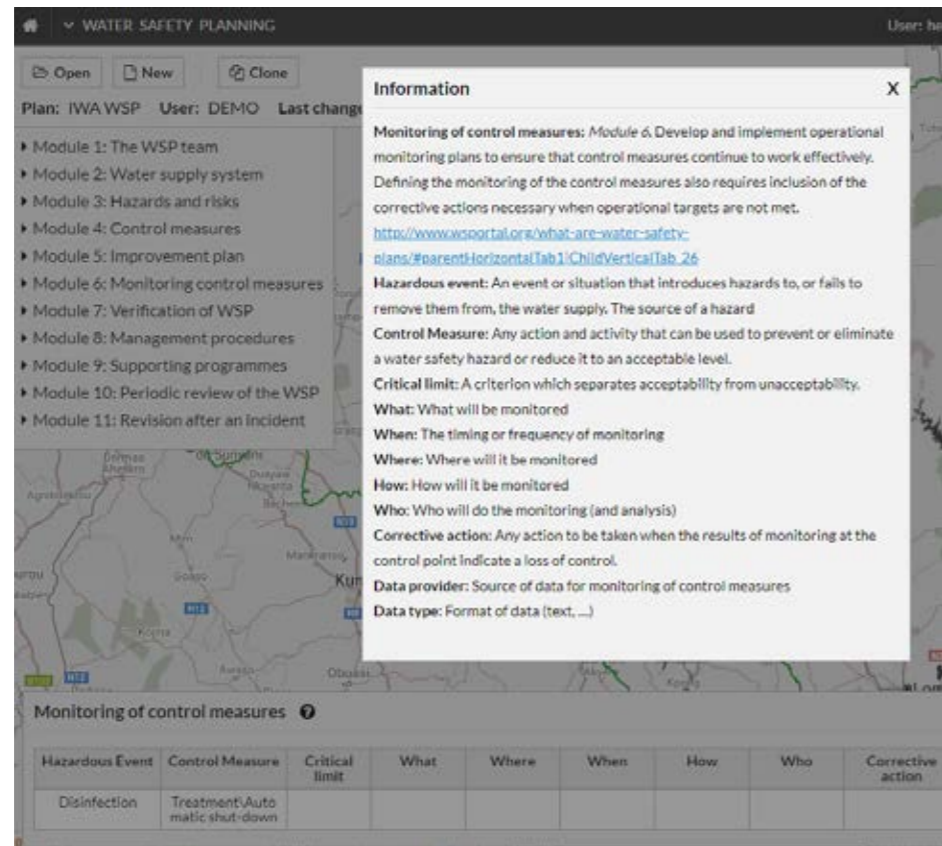 WATER SAFETY PLANNING
User: he
Open
New
Clone
Plan: IWA WSP User: DEMO Last change
Module 1: The WSP team
Module 2: Water supply system
Module 3: Hazards and risks
Module 4: Control measures
Module 5: Improvement plan
Module 6: Monitoring control measures
Module 7: Verification of WSP
Module 8: Management procedures
Module 9: Supporting programmes
Module 10: Periodic review of the WSP
Module 11: Revision after an incident
Information X
Monitoring of control measures: Module 6. Develop and implement operational
monitoring plans to ensure that control measures continue to work effectively.
Defining the monitoring of the control measures also requires inclusion of the
corrective actions necessary when operational targets are not met.
http://www.wsportal.org/what-are-water-safety-
plans/#parentHorizontalTab1|ChildVerticalTab_26
Hazardous event: An event or situation that introduces hazards to, or fails to
remove them from, the water supply. The source of a hazard
Control Measure: Any action and activity that can be used to prevent or eliminate
a water safety hazard or reduce it to an acceptable level.
Critical limit: A criterion which separates acceptability from unacceptability.
What: What will be monitored
When: The timing or frequency of monitoring
Where: Where will it be monitored
How: How will it be monitored
Who: Who will do the monitoring (and analysis)
Corrective action: Any action to be taken when the results of monitoring at the
control point indicate a loss of control.
Data provider: Source of data for monitoring of control measures
Data type: Format of data (text, ...)
Kun
Obuasi
Monitoring of control measures
Hazardous Event
Control Measure
Critical
limit
What
Where
When
How
Who
Corrective
action
Disinfection
Treatment\Auto
matic shut-down